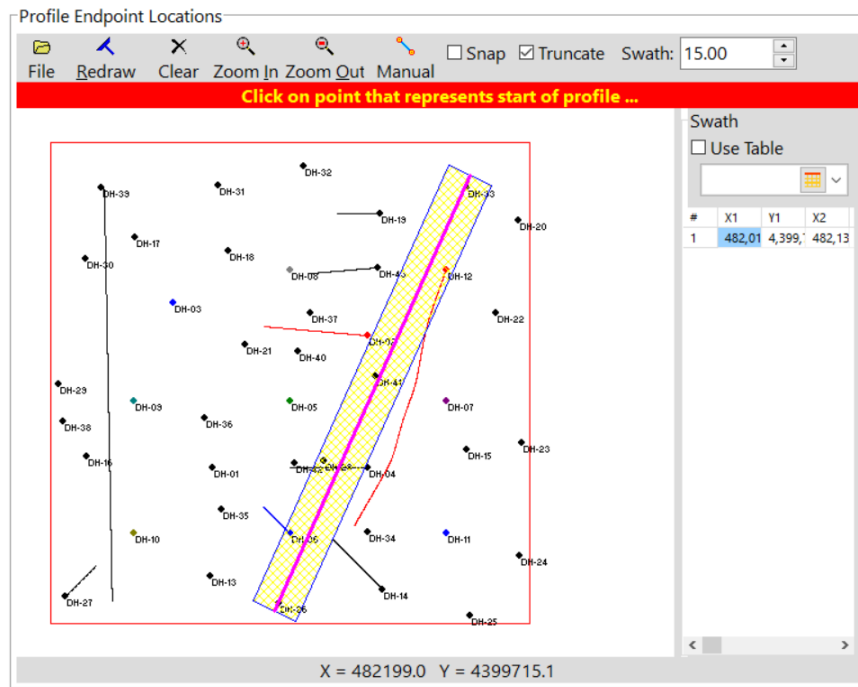 Profile Endpoint Locations
File Redraw Clear Zoom In Zoom Out Manual Snap Truncate Swath: 15.00
Click on point that represents start of profile ...
Swath
Use Table
# X1 Y1 X2
1 482,01 4,399, 482,13
DH-32
DH-39 DH-31 DH-33
DH-19
DH-20
DH-17
DH-18
DH-30
DH-08 DH-12
DH-03
DH-37 DH-22
DH-02
DH-21
DH-40
DH-41
DH-29
DH-09 DH-05 DH-07
DH-38 DH-36
DH-23
DH-16 DH-15
DH-01 DH-42 DH-04
DH-35
DH-10 DH-34 DH-11
DH-24
DH-13
DH-27 DH-14
DH-26
DH-25
X = 482199.0 Y = 4399715.1